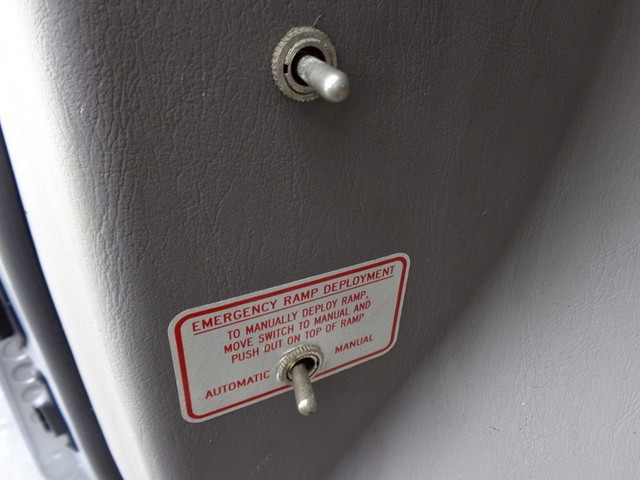 EMERGENCY RAMP DEPLOYMENT
TO MANUALLY DEPLOY RAMP,
MOVE SWITCH TO MANUAL AND
PUSH OUT ON TOP OF RAMP
AUTOMATIC MANUAL